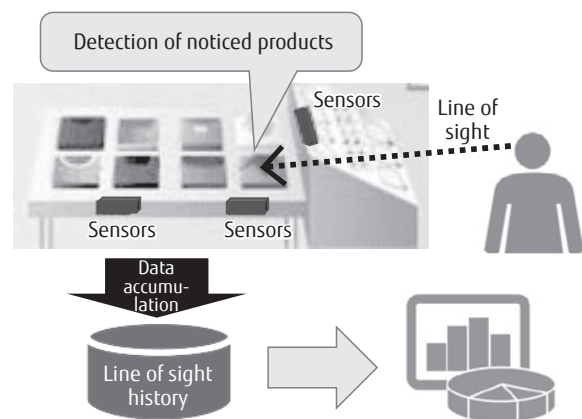 Detection of noticed products
Sensors
Line of
sight
Sensors
Sensors
Data
accumu-
lation
Line of sight
history